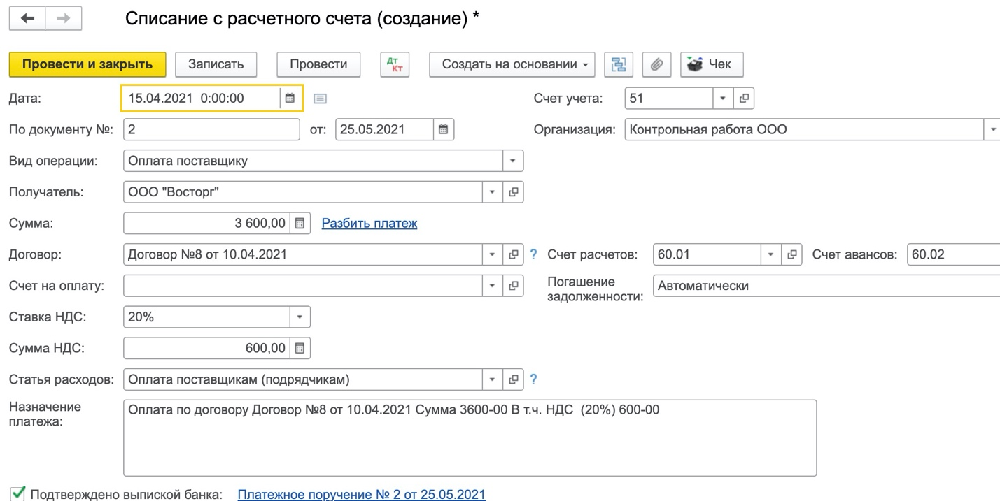 Списание с расчетного счета (создание) *
Провести и закрыть Записать Провести Дт Кт Создать на основании Чек
Дата: 15.04.2021 0:00:00 Счет учета: 51
По документу №: 2 от: 25.05.2021 Организация: Контрольная работа ООО
Вид операции: Оплата поставщику
Получатель: ООО "Восторг"
Сумма: 3 600,00 Разбить платеж
Договор: Договор №8 от 10.04.2021 ? Счет расчетов: 60.01 Счет авансов: 60.02
Счет на оплату: Погашение задолженности: Автоматически
Ставка НДС: 20%
Сумма НДС: 600,00
Статья расходов: Оплата поставщикам (подрядчикам) ?
Назначение платежа: Оплата по договору Договор №8 от 10.04.2021 Сумма 3600-00 В т.ч. НДС (20%) 600-00
Подтверждено выпиской банка: Платежное поручение № 2 от 25.05.2021